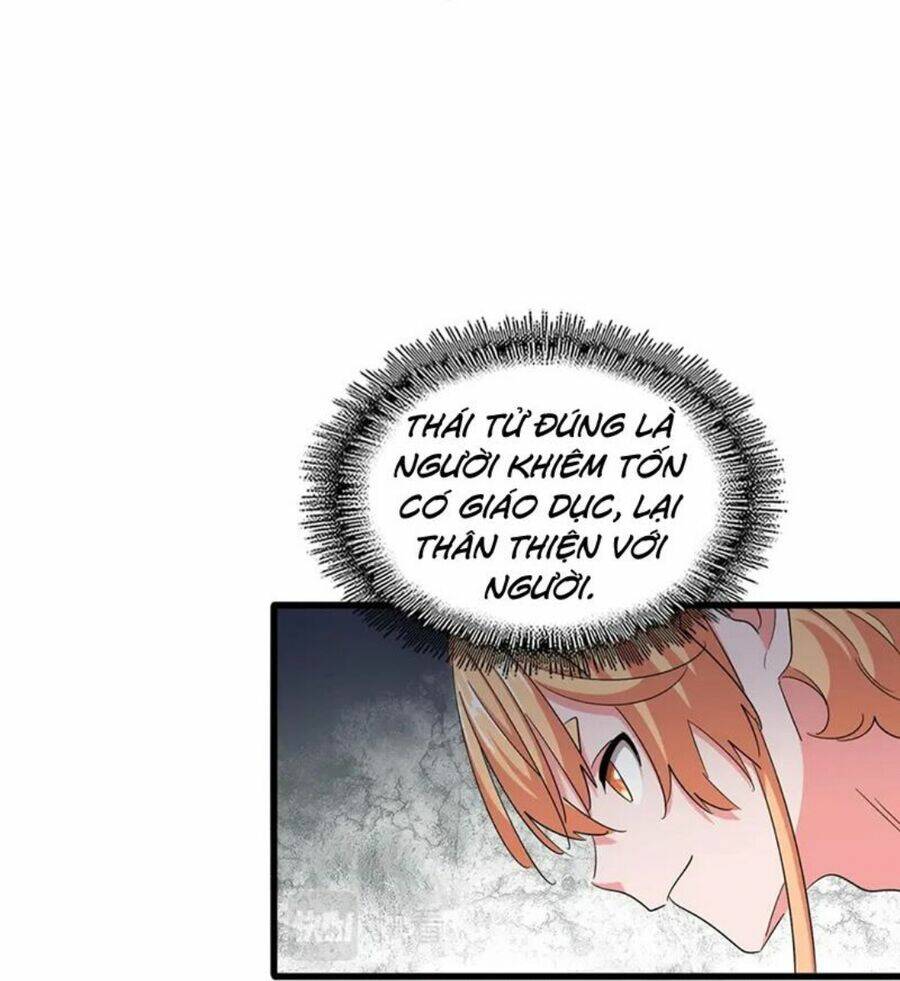 THÁI TỬ ĐÚNG LÀ
NGƯỜI KHIÊM TỐN
CÓ GIÁO DỤC, LẠI
THÂN THIỆN VỚI
NGƯỜI.